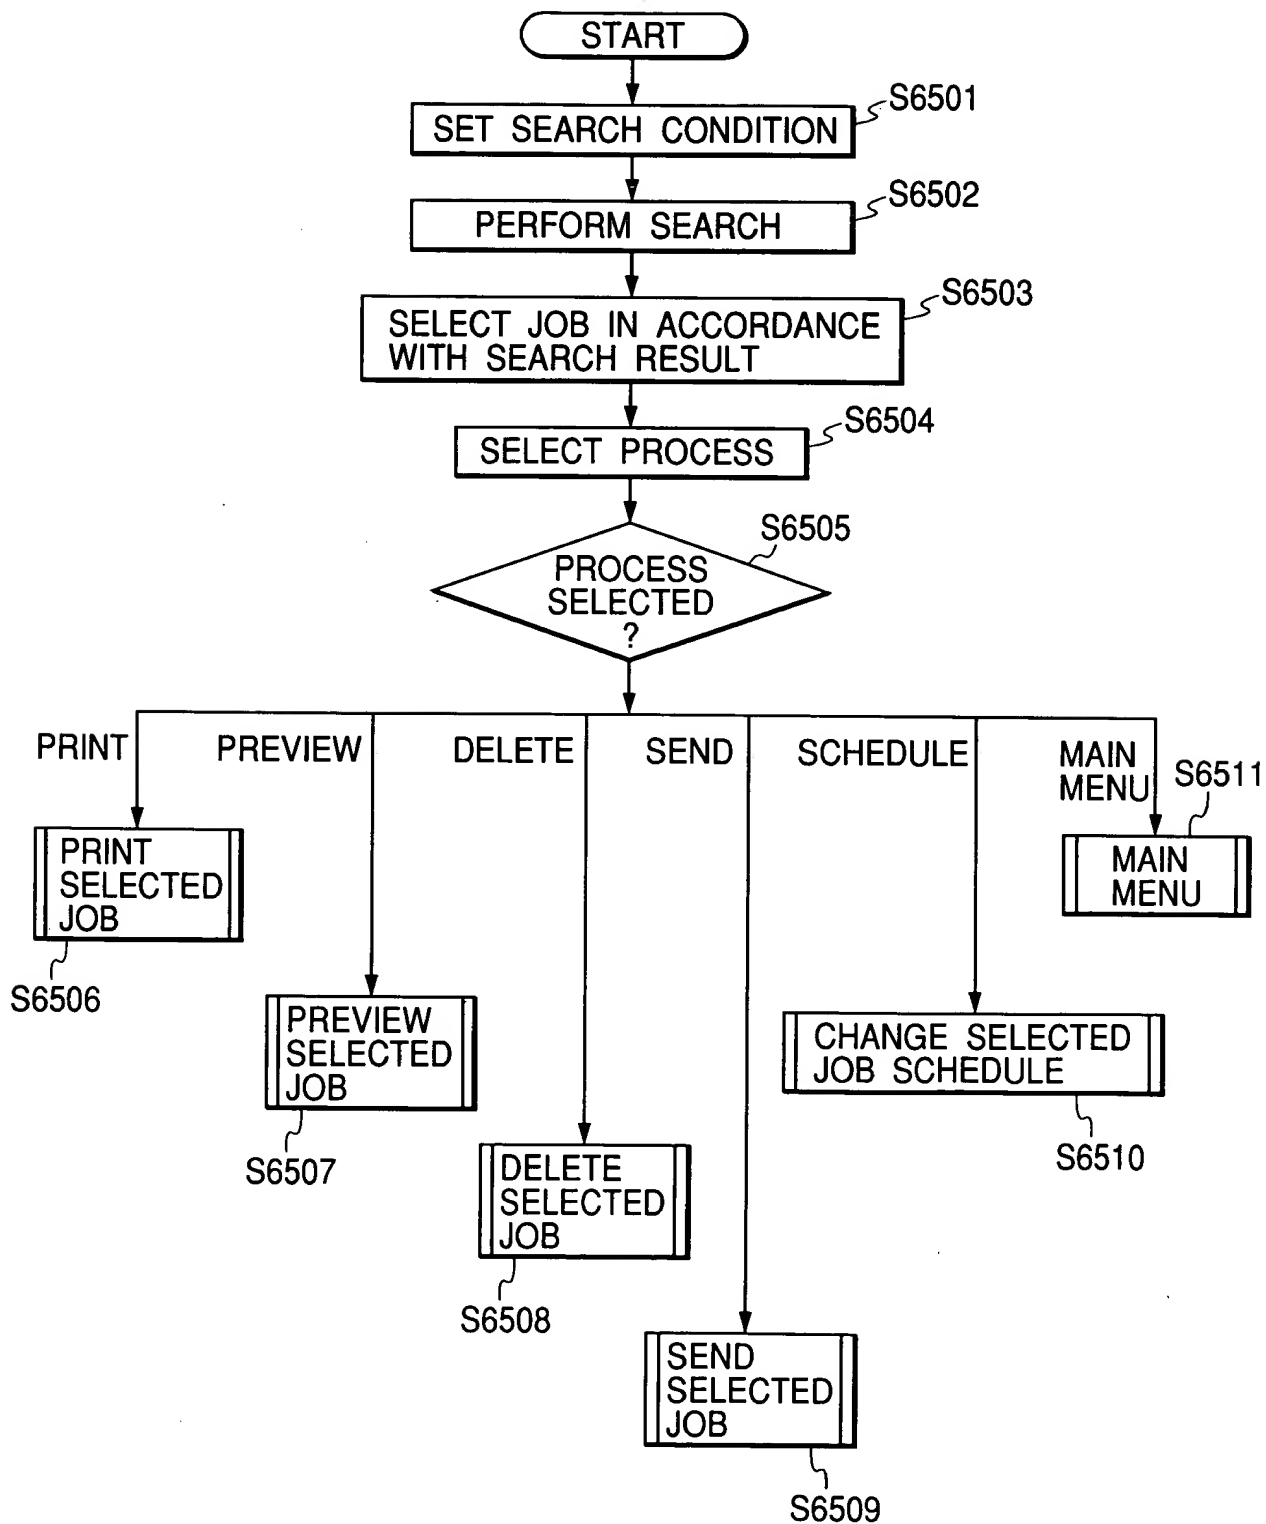 START
S6501
SET SEARCH CONDITION
S6502
PERFORM SEARCH
S6503
SELECT JOB IN ACCORDANCE
WITH SEARCH RESULT
S6504
SELECT PROCESS
S6505
PROCESS
SELECTED
?
PRINT
PREVIEW
DELETE
SEND
SCHEDULE
MAIN
MENU
S6511
PRINT
SELECTED
JOB
S6506
MAIN
MENU
PREVIEW
SELECTED
JOB
S6507
CHANGE SELECTED
JOB SCHEDULE
S6510
DELETE
SELECTED
JOB
S6508
SEND
SELECTED
JOB
S6509